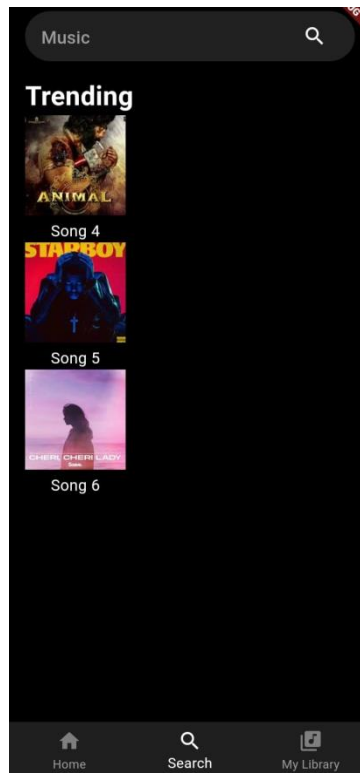 Music
Trending
ANIMAL
Song 4
STARBOY
Song 5
CHERI, CHERI LADY
Song 6
Home
Search
My Library